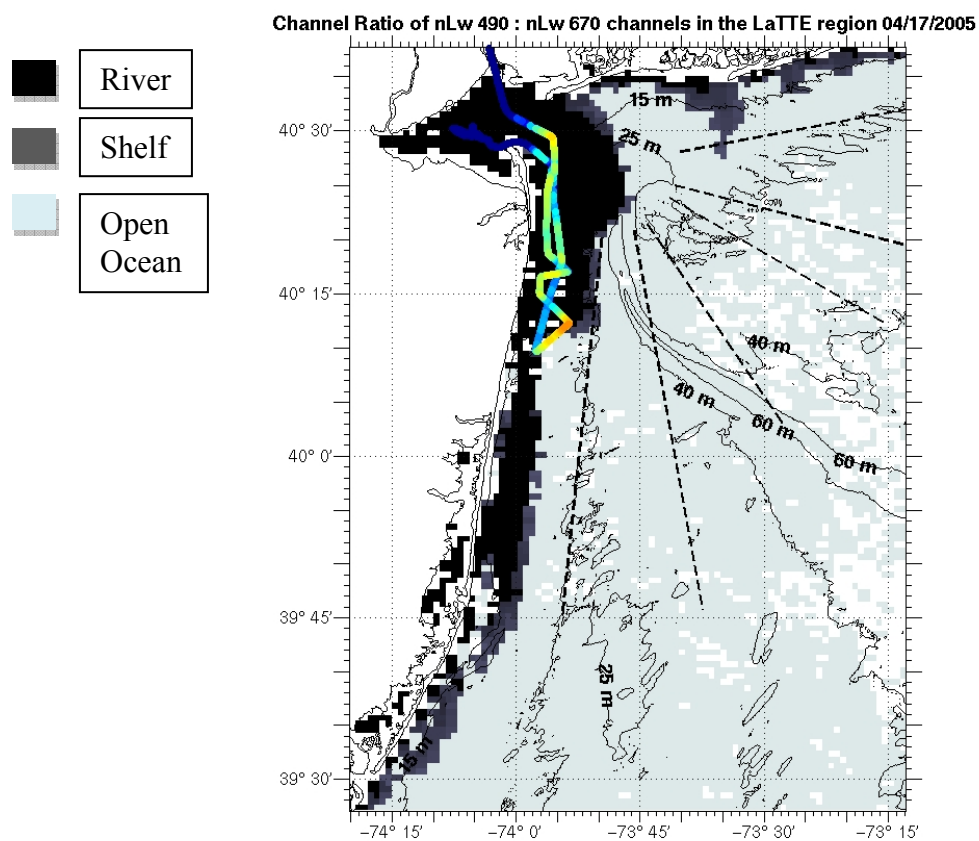 Channel Ratio of nLw 490 : nLw 670 channels in the LaTTE region 04/17/2005
River
Shelf
Open
Ocean
15 m
40° 30'
25 m
40° 15'
40 m
40 m
60 m
40° 0'
60 m
39° 45'
25 m
15 m
39° 30'
−74° 15'
−74° 0'
−73° 45'
−73° 30'
−73° 15'